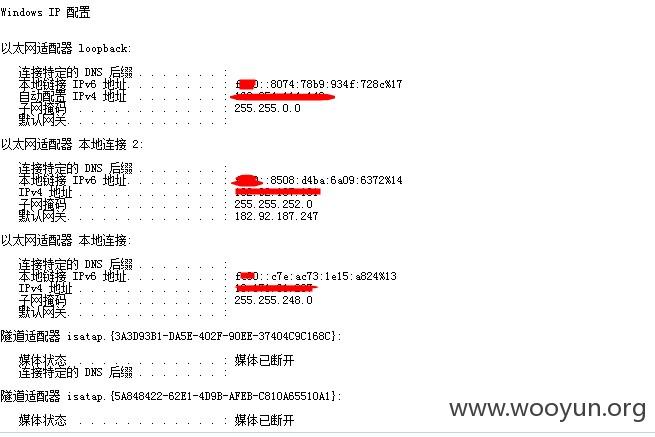 Windows IP 配置
以太网适配器 loopback:
连接特定的 DNS 后缀 . . . . . . . :
本地链接 IPv6 地址. . . . . . . . : ::8074:78b9:934f:728c%17
自动配置 IPv4 地址 . . . . . . . :
子网掩码 . . . . . . . . . . . . : 255.255.0.0
默认网关. . . . . . . . . . . . . :
以太网适配器 本地连接 2:
连接特定的 DNS 后缀 . . . . . . . :
本地链接 IPv6 地址. . . . . . . . : ::8508:d4ba:6a09:6372%14
IPv4 地址 . . . . . . . . . . . . :
子网掩码 . . . . . . . . . . . . : 255.255.252.0
默认网关. . . . . . . . . . . . . : 182.92.187.247
以太网适配器 本地连接:
连接特定的 DNS 后缀 . . . . . . . :
本地链接 IPv6 地址. . . . . . . . : ::c7e:ac73:1e15:a824%13
IPv4 地址 . . . . . . . . . . . . :
子网掩码 . . . . . . . . . . . . : 255.255.248.0
默认网关. . . . . . . . . . . . . :
隧道适配器 isatap.{3A3D93B1-DA5E-402F-90EE-37404C9C168C}:
媒体状态 . . . . . . . . . . . . : 媒体已断开
连接特定的 DNS 后缀 . . . . . . . :
隧道适配器 isatap.{5A848422-62E1-4D9B-AFEB-C810A65510A1}:
媒体状态 . . . . . . . . . . . . : 媒体已断开
www.wooyun.org